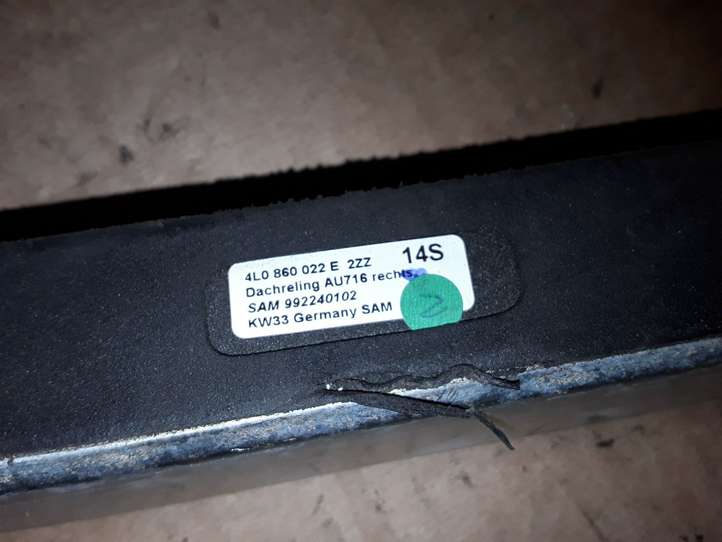 4L0 860 022 E 2ZZ 14S
Dachreling AU716 rechts
SAM 992240102
KW33 Germany SAM